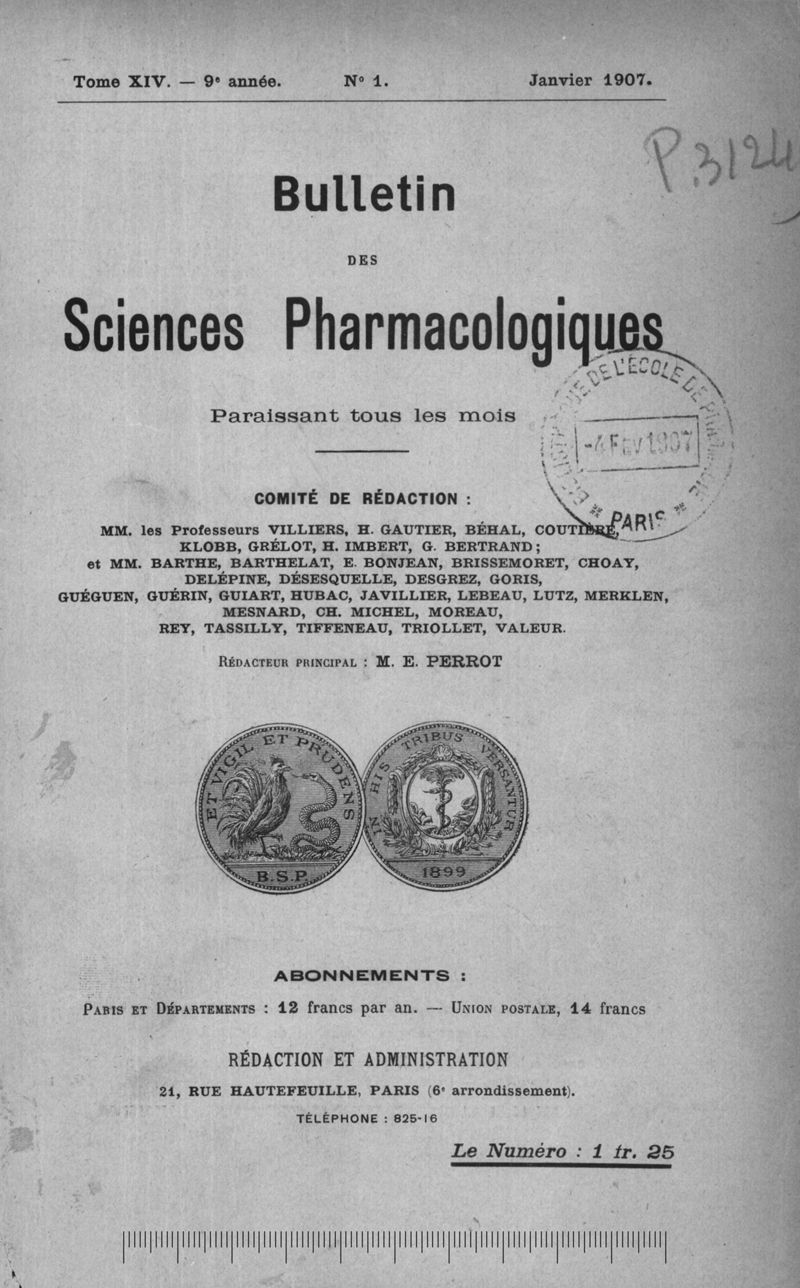 Tome XIV. — 9e année. N° 1. Janvier 1907.
P.3124
Bulletin
DES
Sciences Pharmacologiques
Paraissant tous les mois
DE L'ÉCOLE DE
-4 FEV 1907
PARIS
COMITÉ DE RÉDACTION :
MM. les Professeurs VILLIERS, H. GAUTIER, BÉHAL, COUTIÈRE,
KLOBB, GRÉLOT, H. IMBERT, G. BERTRAND ;
et MM. BARTHE, BARTHELAT, E. BONJEAN, BRISSEMORET, CHOAY,
DELÉPINE, DÉSESQUELLE, DESGREZ, GORIS,
GUÉGUEN, GUÉRIN, GUIART, HUBAC, JAVILLIER, LEBEAU, LUTZ, MERKLEN,
MESNARD, CH. MICHEL, MOREAU,
REY, TASSILLY, TIFFENEAU, TRIOLLET, VALEUR.
RÉDACTEUR PRINCIPAL : M. E. PERROT
ET VIGIL ET PRUDENS
B.S.P.
IN HIS TRIBUS VERSANTUR
1899
ABONNEMENTS :
PARIS ET DÉPARTEMENTS : 12 francs par an. — UNION POSTALE, 14 francs
RÉDACTION ET ADMINISTRATION
21, RUE HAUTEFEUILLE, PARIS (6e arrondissement).
TÉLÉPHONE : 825-16
Le Numéro : 1 fr. 25